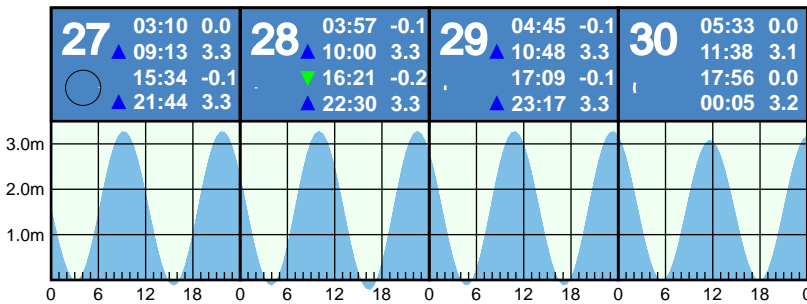 27 03:10 0.0
▲ 09:13 3.3
15:34 -0.1
▲ 21:44 3.3
28 03:57 -0.1
▲ 10:00 3.3
▼ 16:21 -0.2
▲ 22:30 3.3
29 04:45 -0.1
▲ 10:48 3.3
17:09 -0.1
▲ 23:17 3.3
30 05:33 0.0
11:38 3.1
17:56 0.0
00:05 3.2
3.0m
2.0m
1.0m
0 6 12 18 0 6 12 18 0 6 12 18 0 6 12 18 0